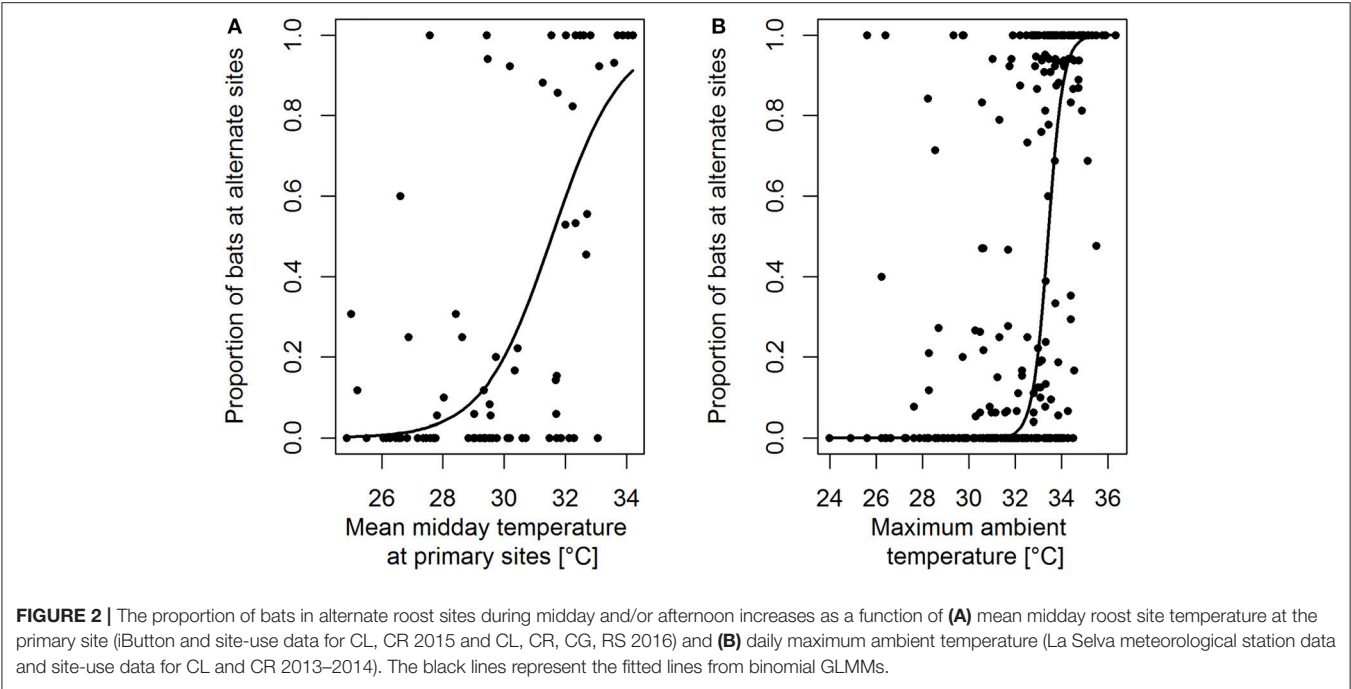 A
Proportion of bats at alternate sites
1.0
0.8
0.6
0.4
0.2
0.0
26 28 30 32 34
Mean midday temperature
at primary sites [°C]
B
Proportion of bats at alternate sites
1.0
0.8
0.6
0.4
0.2
0.0
24 26 28 30 32 34 36
Maximum ambient
temperature [°C]
FIGURE 2 | The proportion of bats in alternate roost sites during midday and/or afternoon increases as a function of (A) mean midday roost site temperature at the
primary site (iButton and site-use data for CL, CR 2015 and CL, CR, CG, RS 2016) and (B) daily maximum ambient temperature (La Selva meteorological station data
and site-use data for CL and CR 2013–2014). The black lines represent the fitted lines from binomial GLMMs.